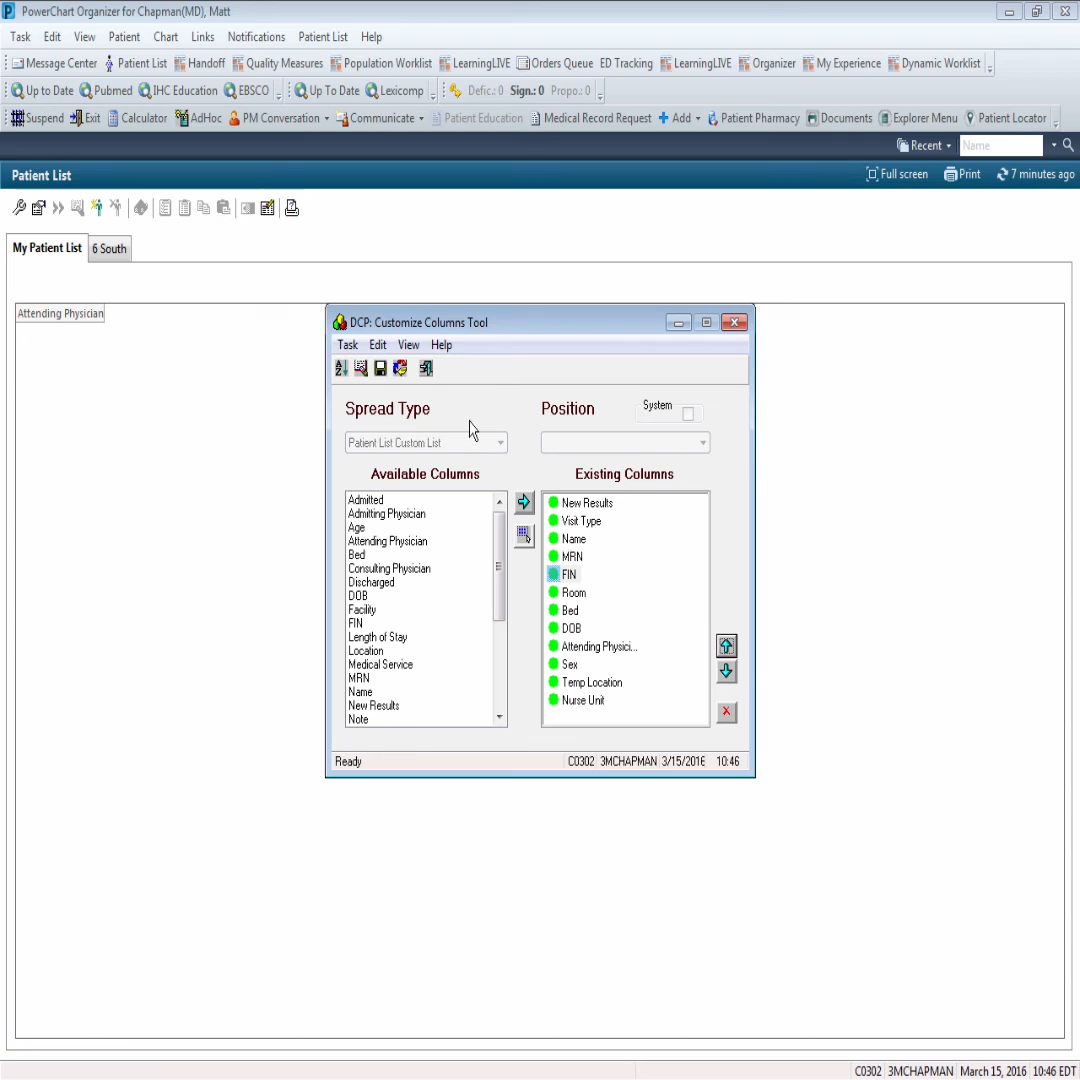 PowerChart Organizer for Chapman(MD), Matt
Task Edit View Patient Chart Links Notifications Patient List Help
Message Center Patient List Handoff Quality Measures Population Worklist LearningLIVE Orders Queue ED Tracking LearningLIVE Organizer My Experience Dynamic Worklist
Up to Date Pubmed IHC Education EBSCO Up To Date Lexicomp Defic.: 0 Sign.: 0 Propo.: 0
Suspend Exit Calculator AdHoc PM Conversation Communicate Patient Education Medical Record Request Add Patient Pharmacy Documents Explorer Menu Patient Locator
Recent Name
Patient List Full screen Print 7 minutes ago
My Patient List 6 South
Attending Physician
DCP: Customize Columns Tool
Task Edit View Help
Spread Type Position System
Patient List Custom List
Available Columns Existing Columns
Admitted
Admitting Physician
Age
Attending Physician
Bed
Consulting Physician
Discharged
DOB
Facility
FIN
Length of Stay
Location
Medical Service
MRN
Name
New Results
Note
New Results
Visit Type
Name
MRN
FIN
Room
Bed
DOB
Attending Physici...
Sex
Temp Location
Nurse Unit
Ready C0302 3MCHAPMAN 3/15/2016 10:46
C0302 3MCHAPMAN March 15, 2016 10:46 EDT